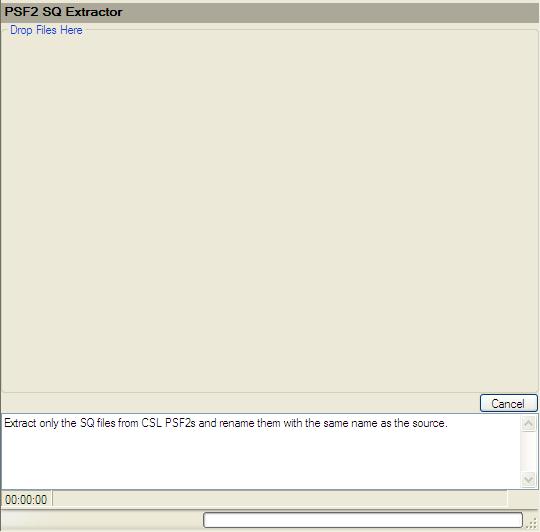 PSF2 SQ Extractor
Drop Files Here
Cancel
Extract only the SQ files from CSL PSF2s and rename them with the same name as the source.
00:00:00